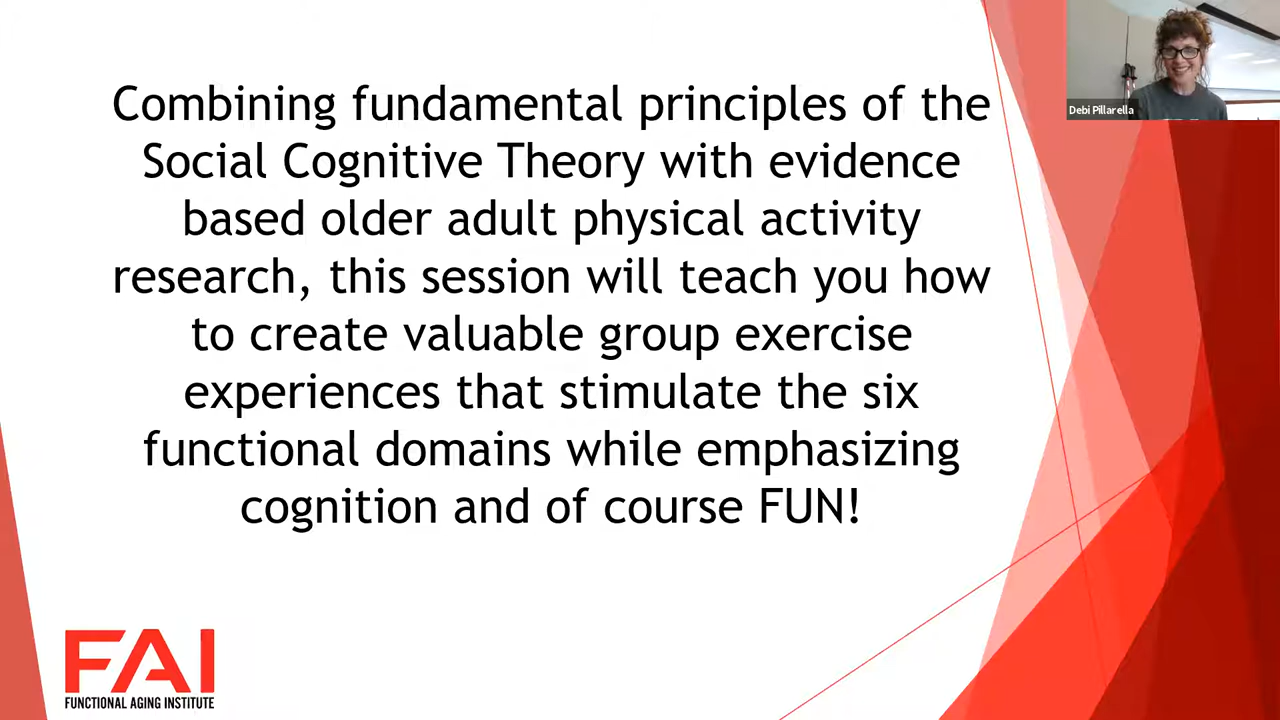 Combining fundamental principles of the
Social Cognitive Theory with evidence
based older adult physical activity
research, this session will teach you how
to create valuable group exercise
experiences that stimulate the six
functional domains while emphasizing
cognition and of course FUN!
Debi Pillarella
FAI
FUNCTIONAL AGING INSTITUTE